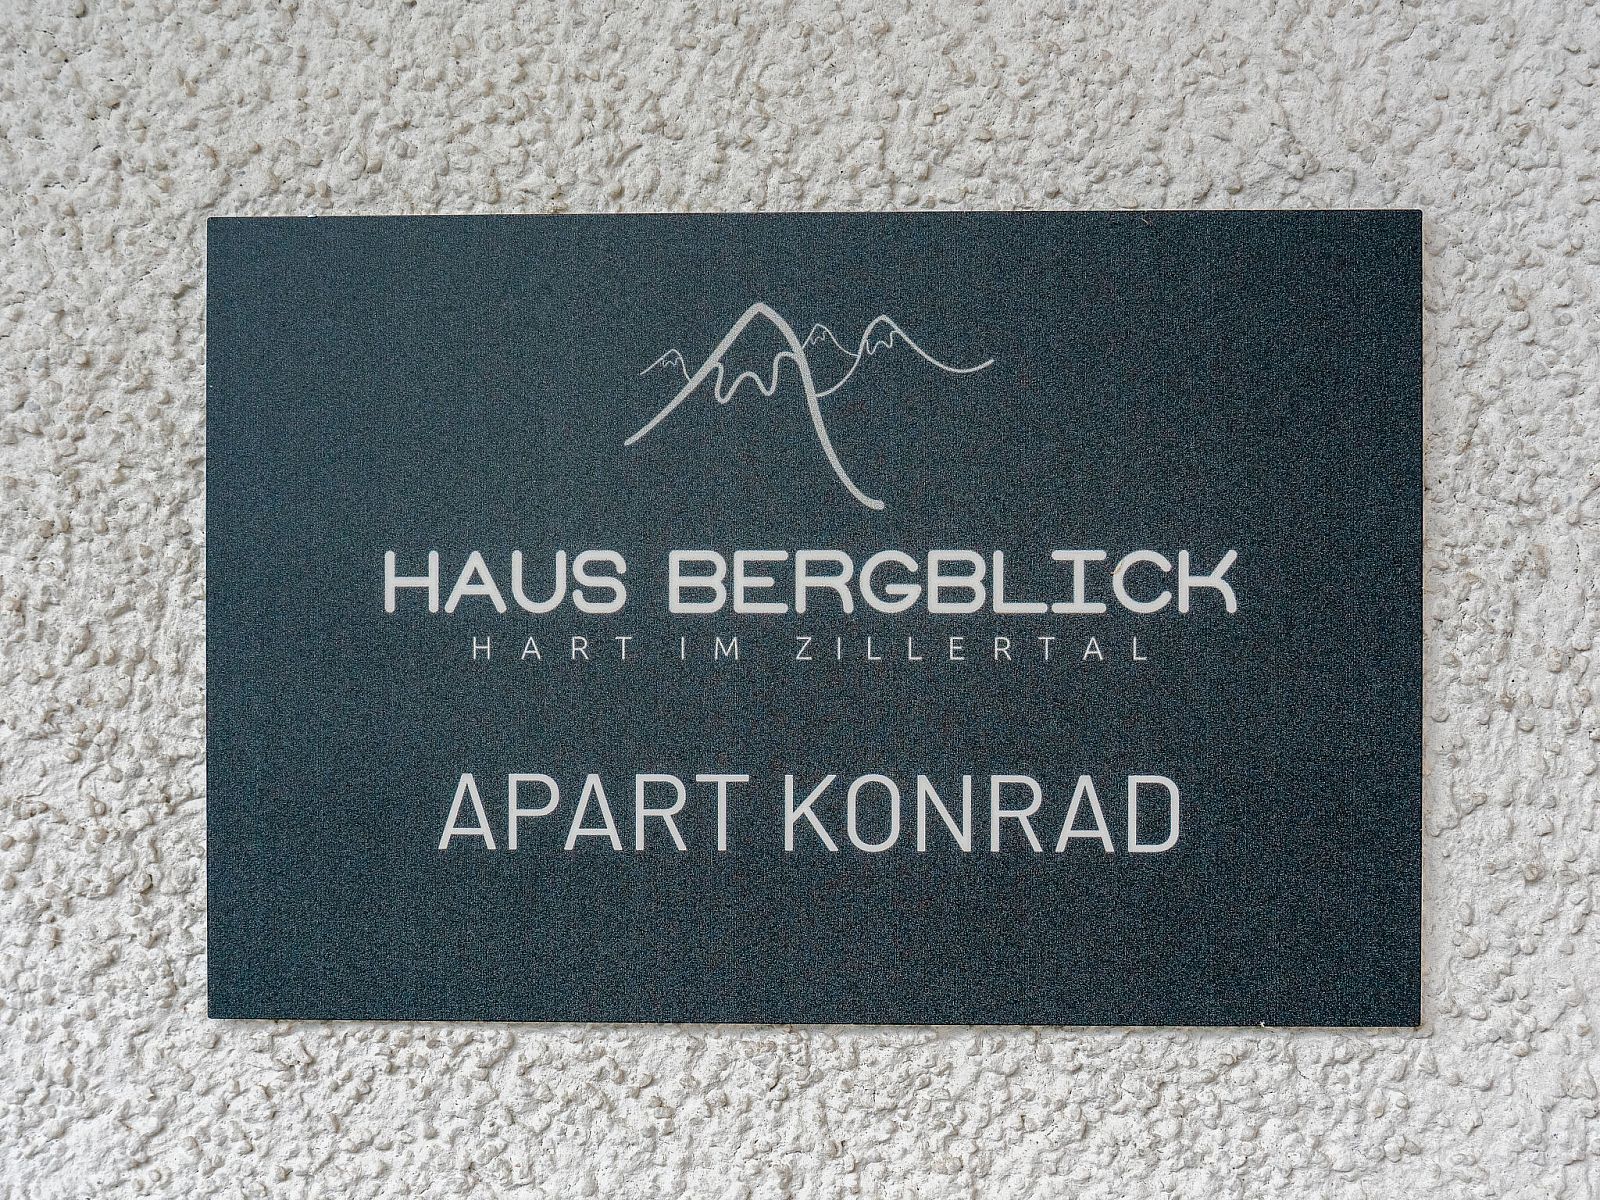 HAUS BERGBLICK
HART IM ZILLERTAL
APART KONRAD